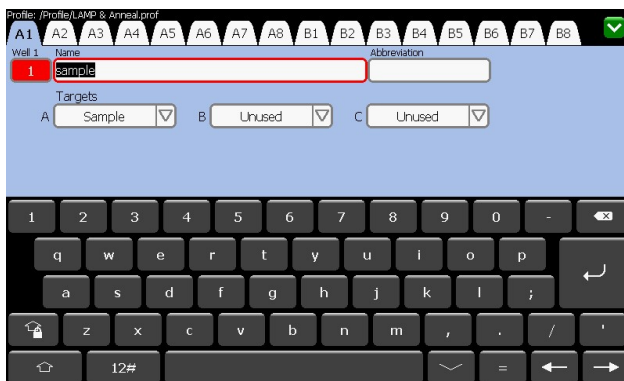 Profile: /Profile/LAMP & Anneal.prof
A1 A2 A3 A4 A5 A6 A7 A8 B1 B2 B3 B4 B5 B6 B7 B8
Well 1 Name Abbreviation
1 sample
Targets
A Sample B Unused C Unused
1 2 3 4 5 6 7 8 9 0 -
q w e r t y u i o p
a s d f g h j k l ;
z x c v b n m , . / '
12# =